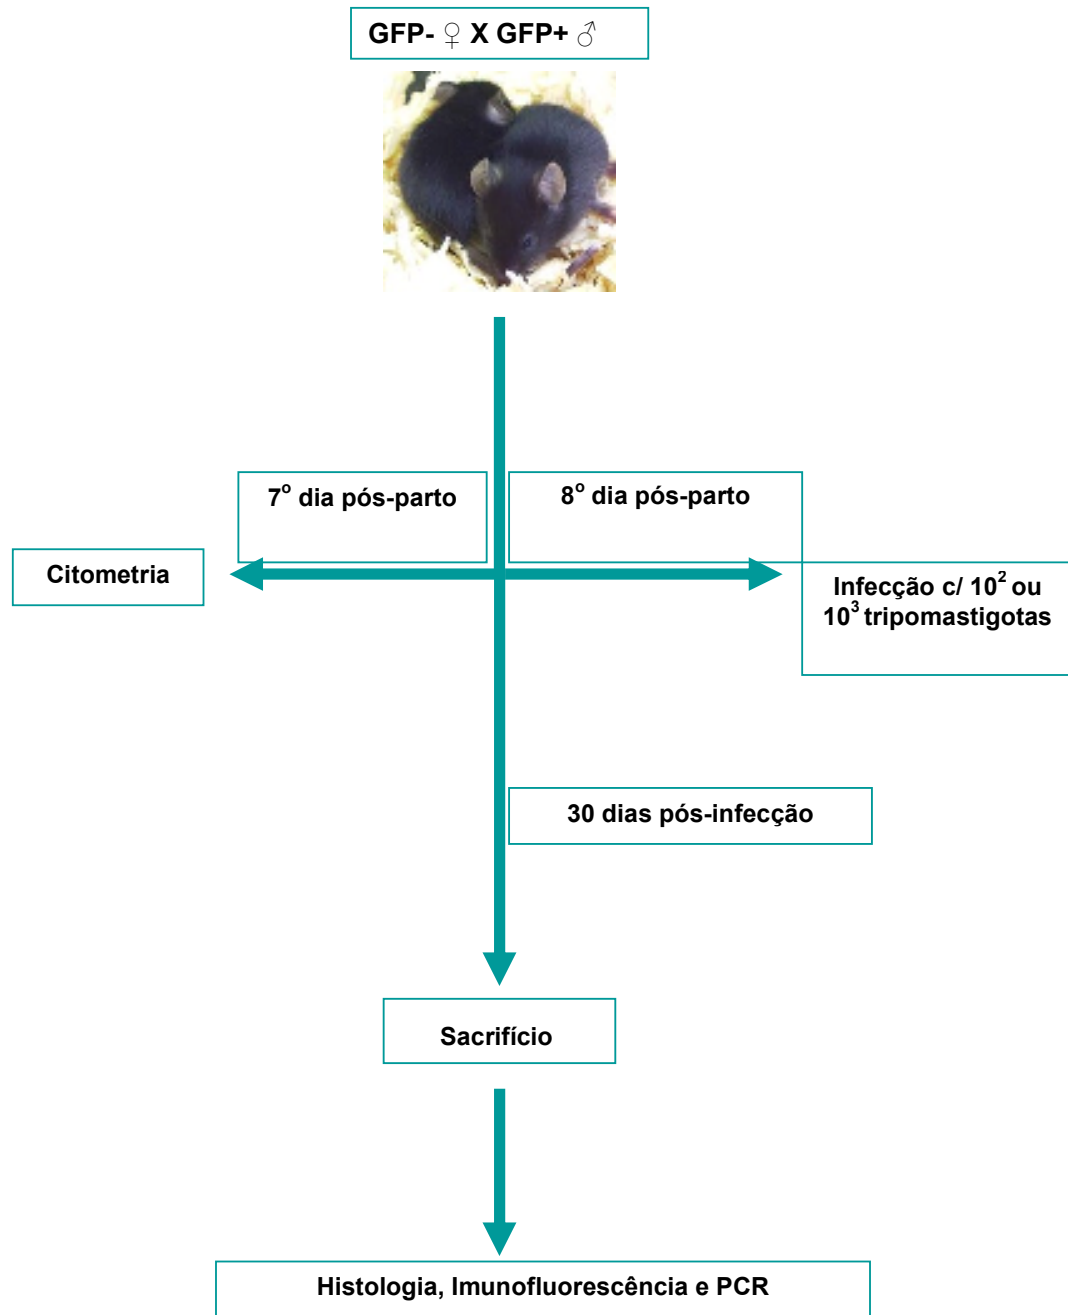 GFP- ♀ X GFP+ ♂
7º dia pós-parto
8º dia pós-parto
Citometria
Infecção c/ 10² ou
10³ tripomastigotas
30 dias pós-infecção
Sacrifício
Histologia, Imunofluorescência e PCR